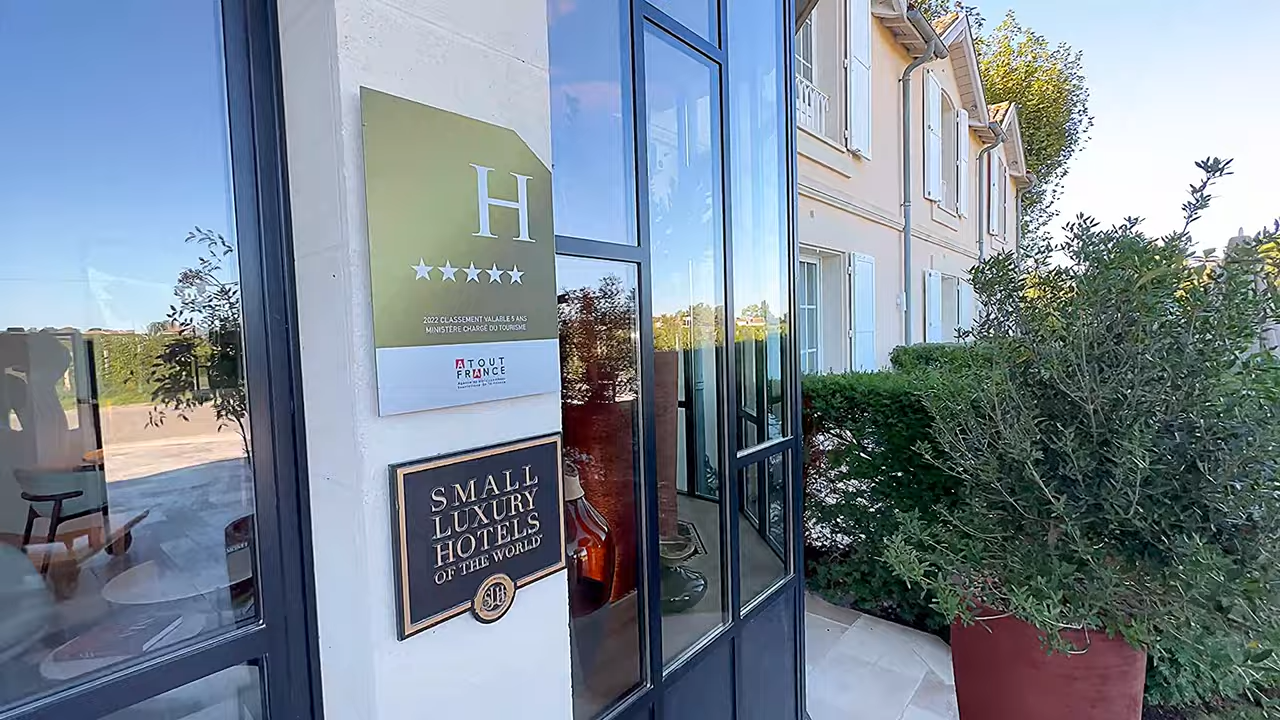 H
2022 CLASSEMENT VALABLE 5 ANS
MINISTÈRE CHARGÉ DU TOURISME
ATOUT
FRANCE
SMALL
LUXURY
HOTELS
OF THE WORLD
SLH